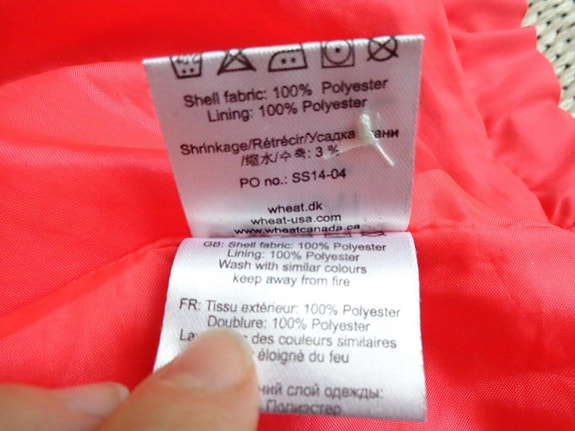 Shell fabric: 100% Polyester
Lining: 100% Polyester
Shrinkage/Rétrécir/Усадка
/缩水/수축: 3 %
PO no.: SS14-04
wheat.dk
wheat-usa.com
www.wheatcanada.ca
GB: Shell fabric: 100% Polyester
Lining: 100% Polyester
Wash with similar colours
keep away from fire
FR: Tissu extérieur: 100% Polyester
Doublure: 100% Polyester
des couleurs similaires
éloigné du feu
слой одежды:
Полиэстер